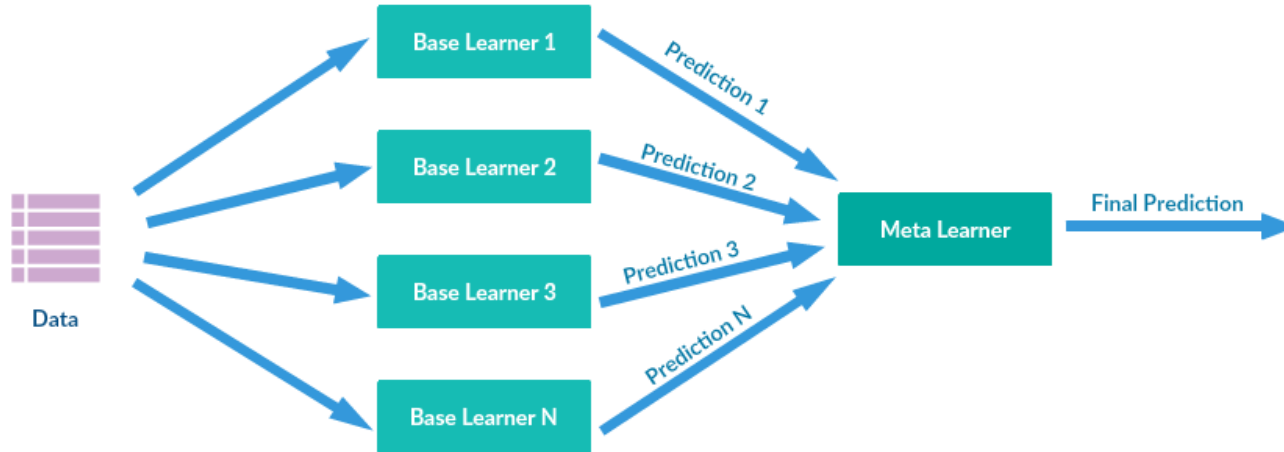 Base Learner 1
Prediction 1
Base Learner 2
Prediction 2
Data
Meta Learner
Final Prediction
Base Learner 3
Prediction 3
Base Learner N
Prediction N